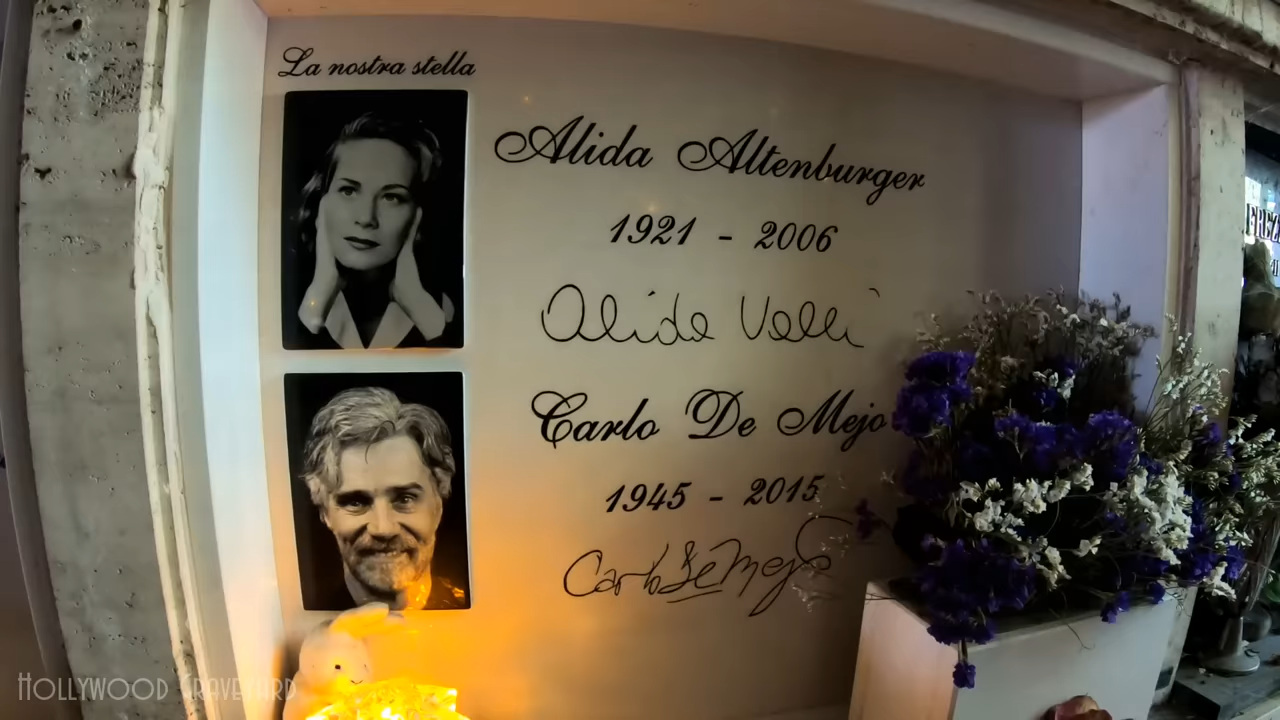 La nostra stella
Alida Altenburger
1921 - 2006
Alida Valli
Carlo De Mejo
1945 - 2015
Carlo De Mejo
HOLLYWOOD GRAVEYARD